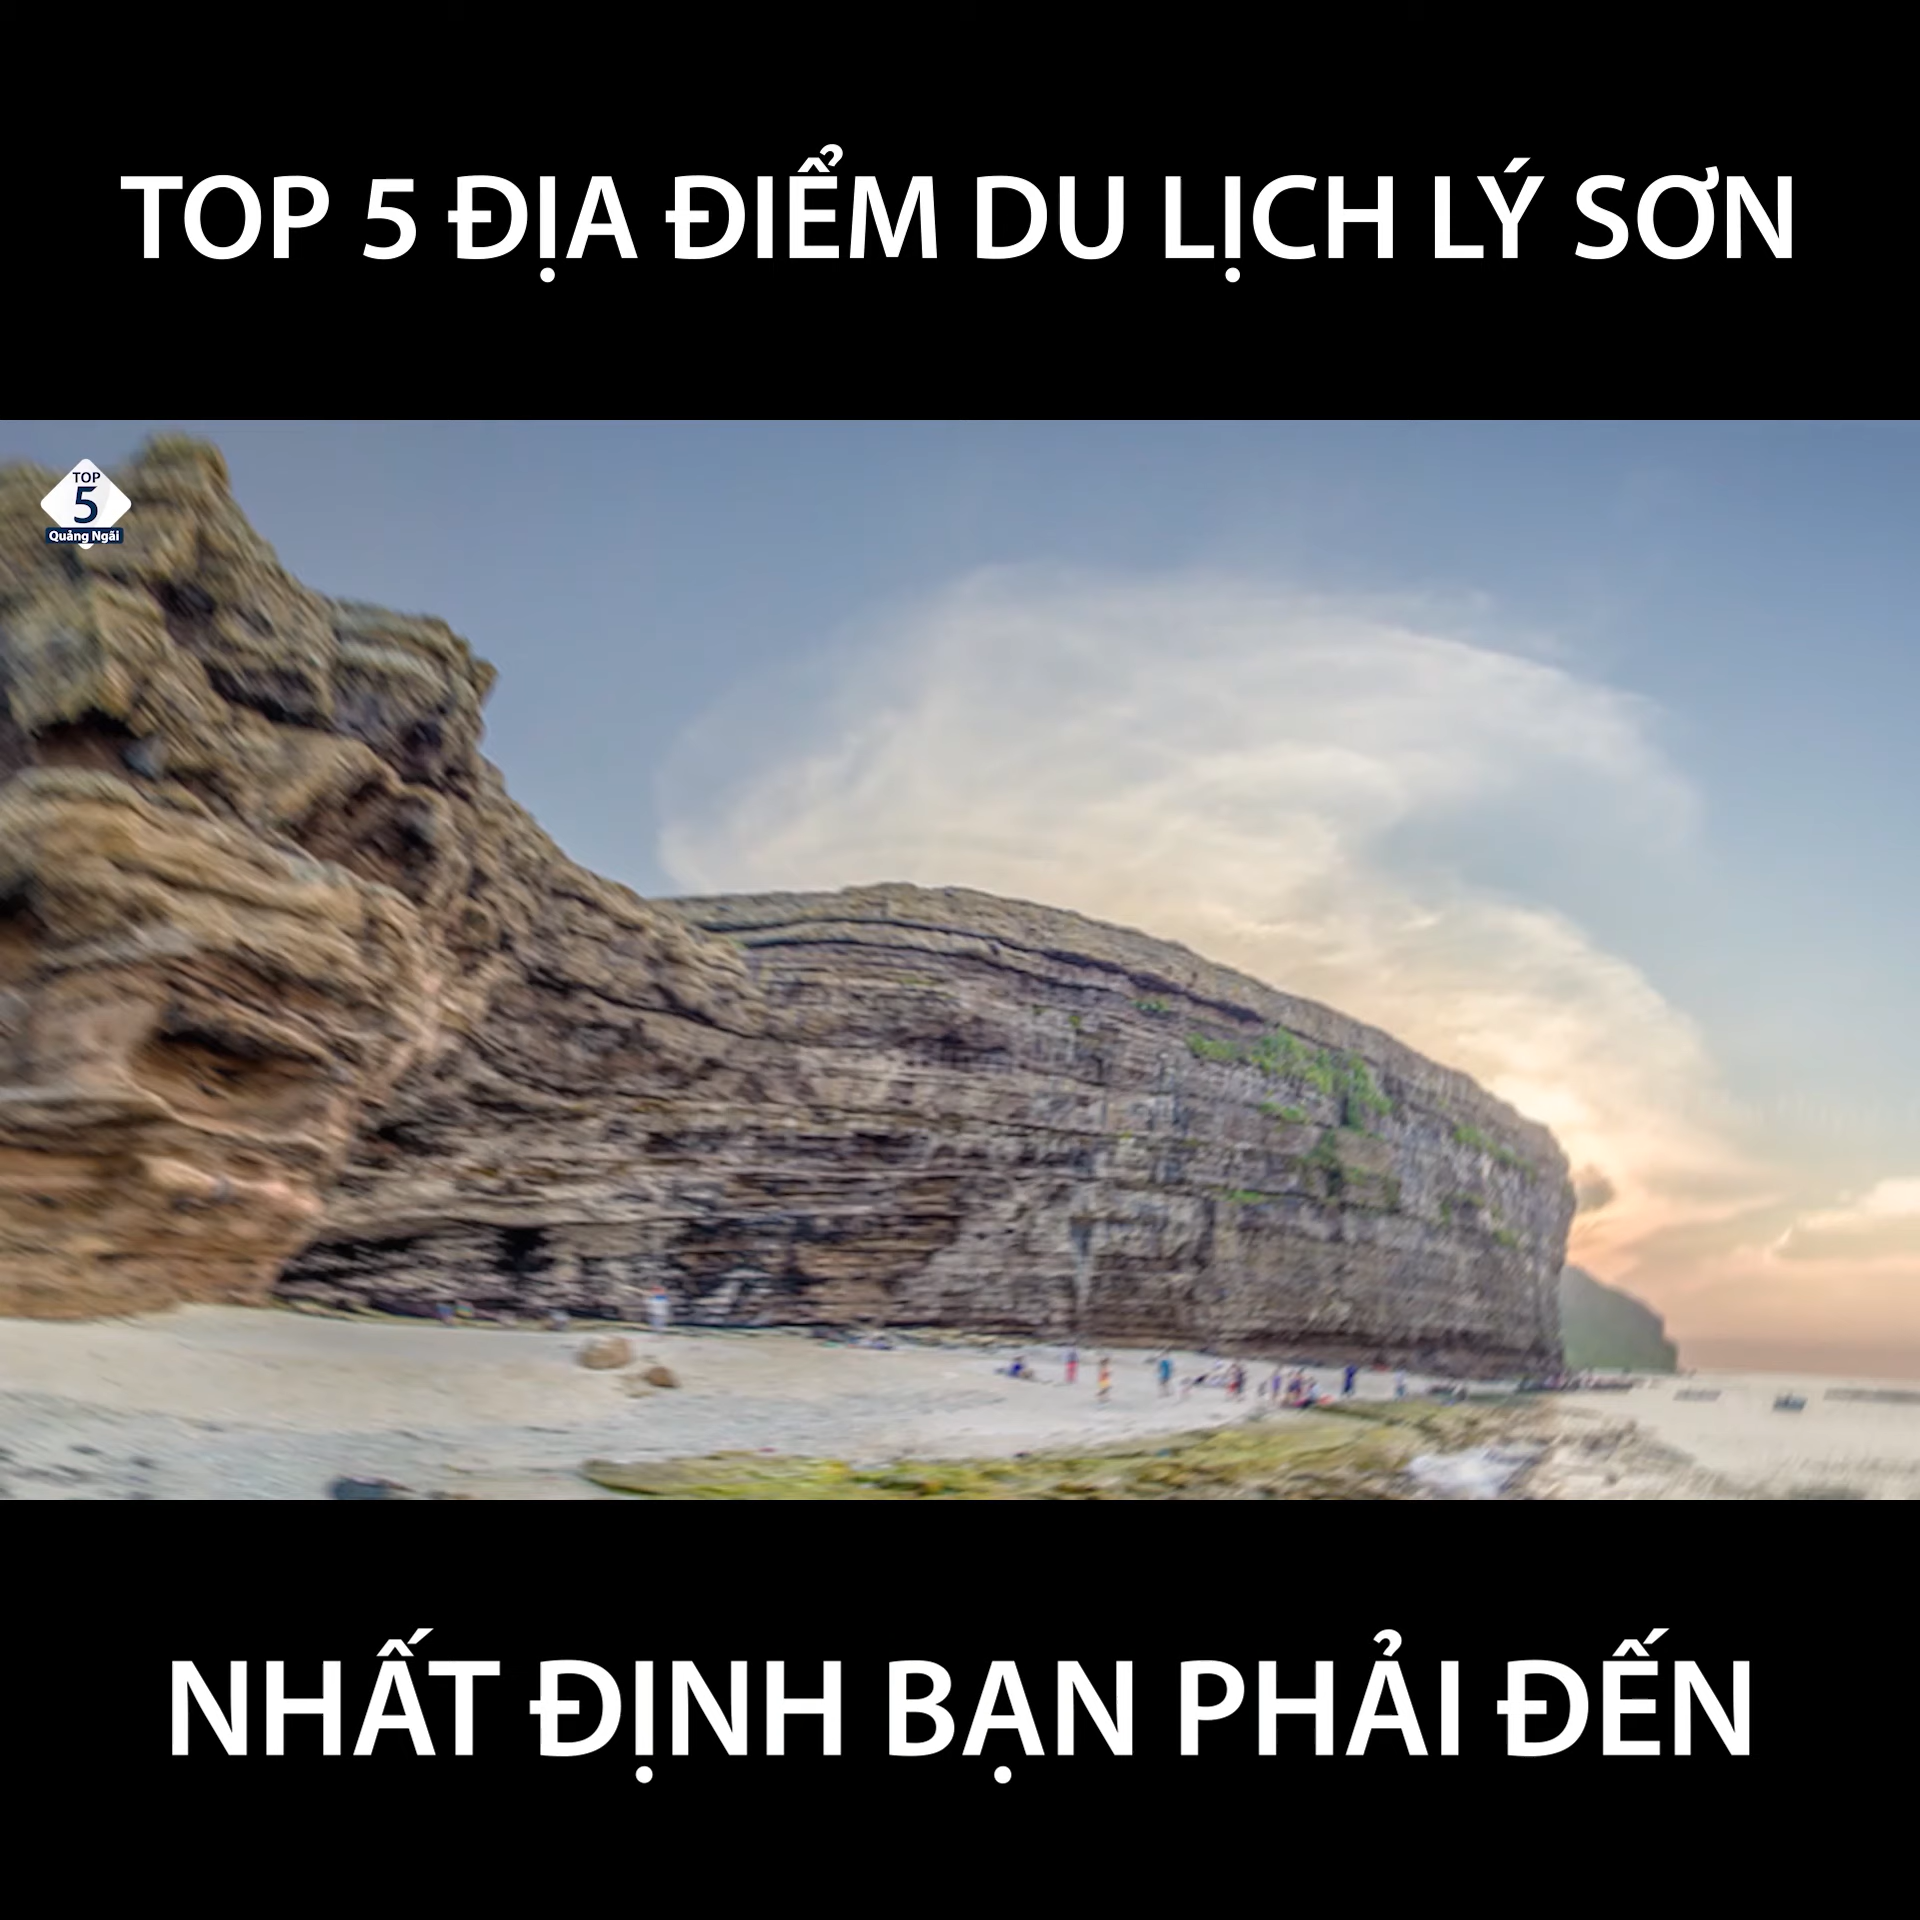 TOP 5 ĐỊA ĐIỂM DU LỊCH LÝ SƠN
TOP
5
Quảng Ngãi
NHẤT ĐỊNH BẠN PHẢI ĐẾN